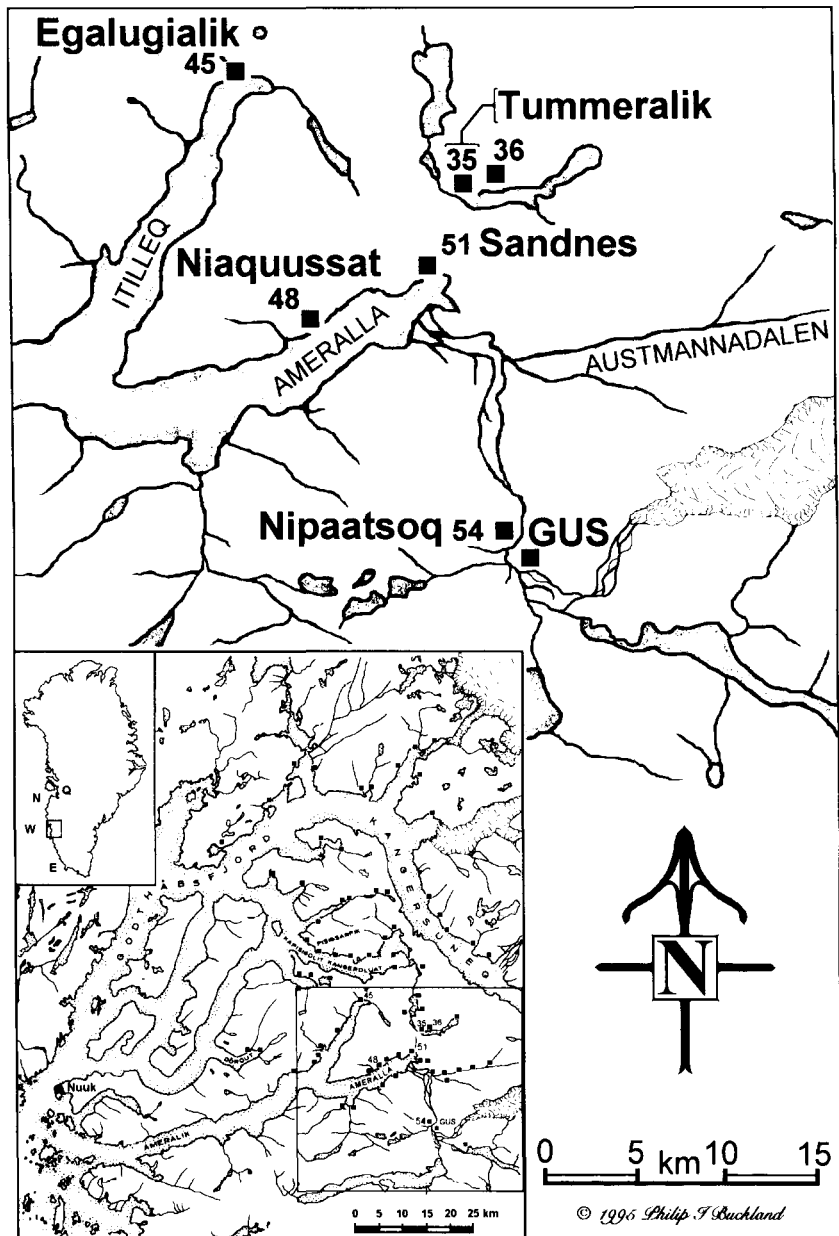 Egalugialik
45
Tummeralik
35 36
ITILLEQ
51 Sandnes
Niaquussat
48
AMERALLA
AUSTMANNADALEN
Nipaatsoq 54 GUS
N Q
W
E
GODTHÅBSFJORD
KANGERSUNEQ
45
35 36
51
48
AMERALLA
Nuuk
AMERALIK
54 GUS
0 5 10 15 20 25 km
N
0 5 10 15
km
© 1995 Philip I Buckland